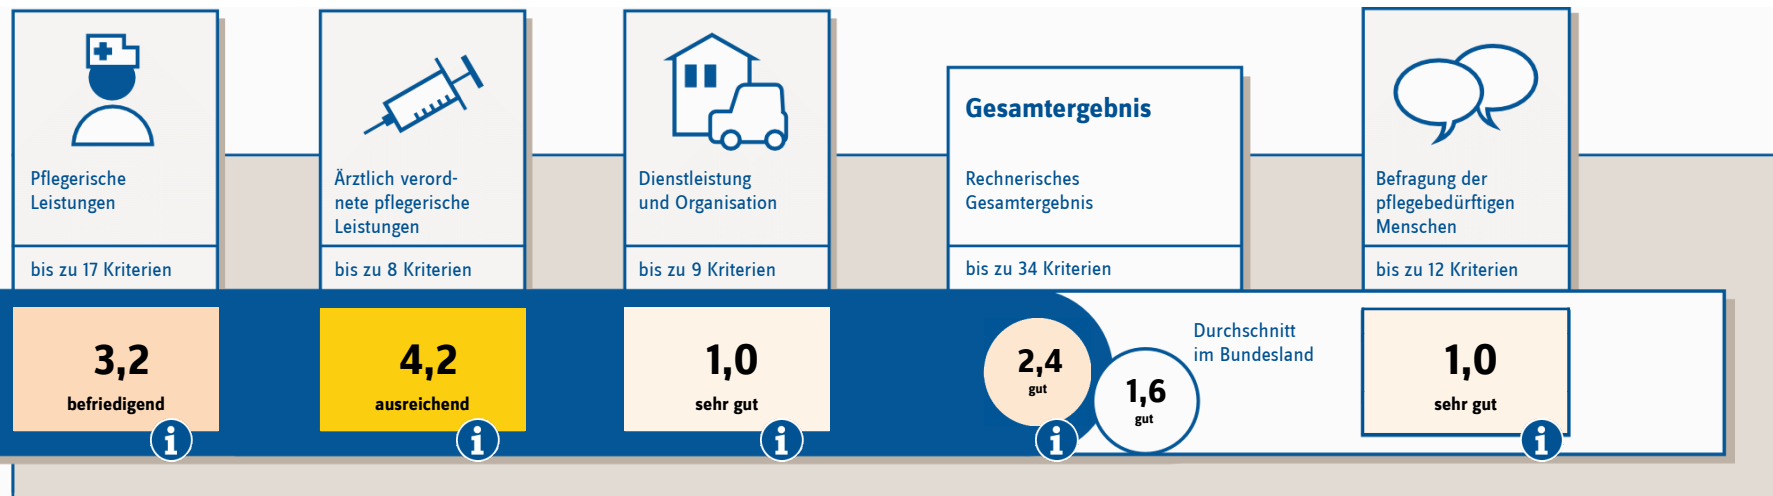 Pflegerische
Leistungen
bis zu 17 Kriterien
3,2
befriedigend
i
Ärztlich verord-
nete pflegerische
Leistungen
bis zu 8 Kriterien
4,2
ausreichend
i
Dienstleistung
und Organisation
bis zu 9 Kriterien
1,0
sehr gut
i
Gesamtergebnis
Rechnerisches
Gesamtergebnis
bis zu 34 Kriterien
2,4
gut
i
1,6
gut
Durchschnitt
im Bundesland
Befragung der
pflegebedürftigen
Menschen
bis zu 12 Kriterien
1,0
sehr gut
i